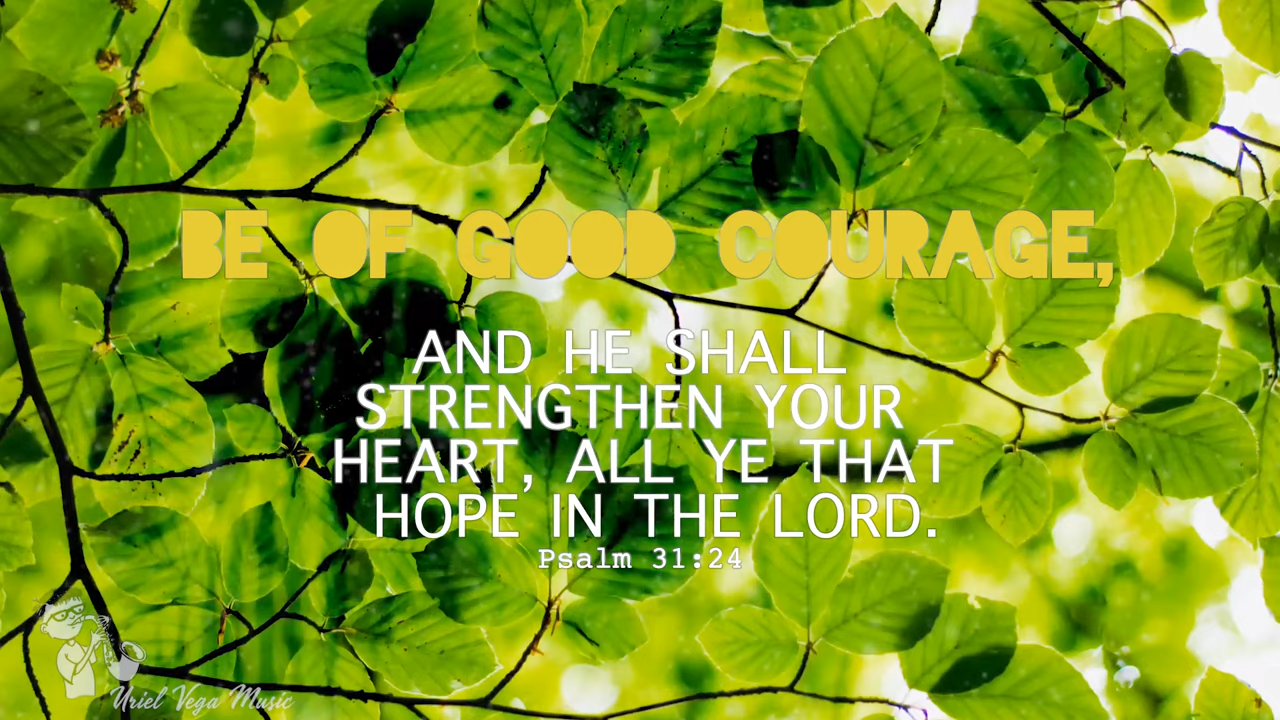 BE OF GOOD COURAGE,
AND HE SHALL
STRENGTHEN YOUR
HEART, ALL YE THAT
HOPE IN THE LORD.
Psalm 31:24
Uriel Vega Music